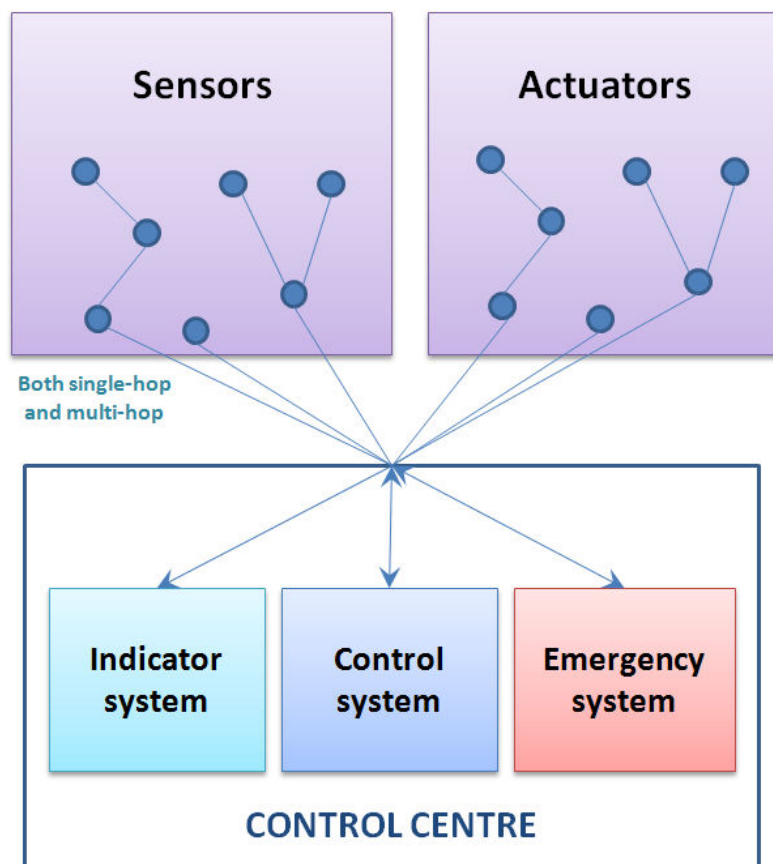 Sensors
Actuators
Both single-hop
and multi-hop
Indicator
system
Control
system
Emergency
system
CONTROL CENTRE